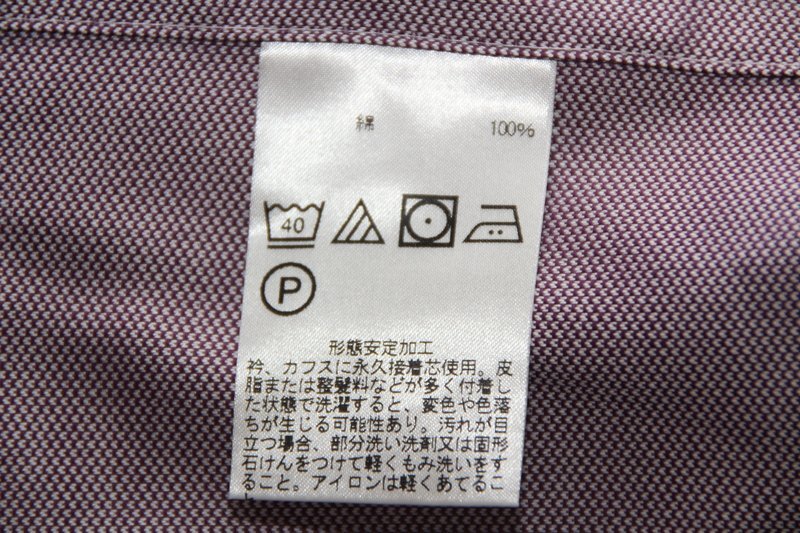 綿 100%
40
P
形態安定加工
衿、カフスに永久接着芯使用。皮
脂または整髪料などが多く付着し
た状態で洗濯すると、変色や色落
ちが生じる可能性あり。汚れが目
立つ場合、部分洗い洗剤又は固形
石けんをつけて軽くもみ洗いをす
ること。アイロンは軽くあてるこ